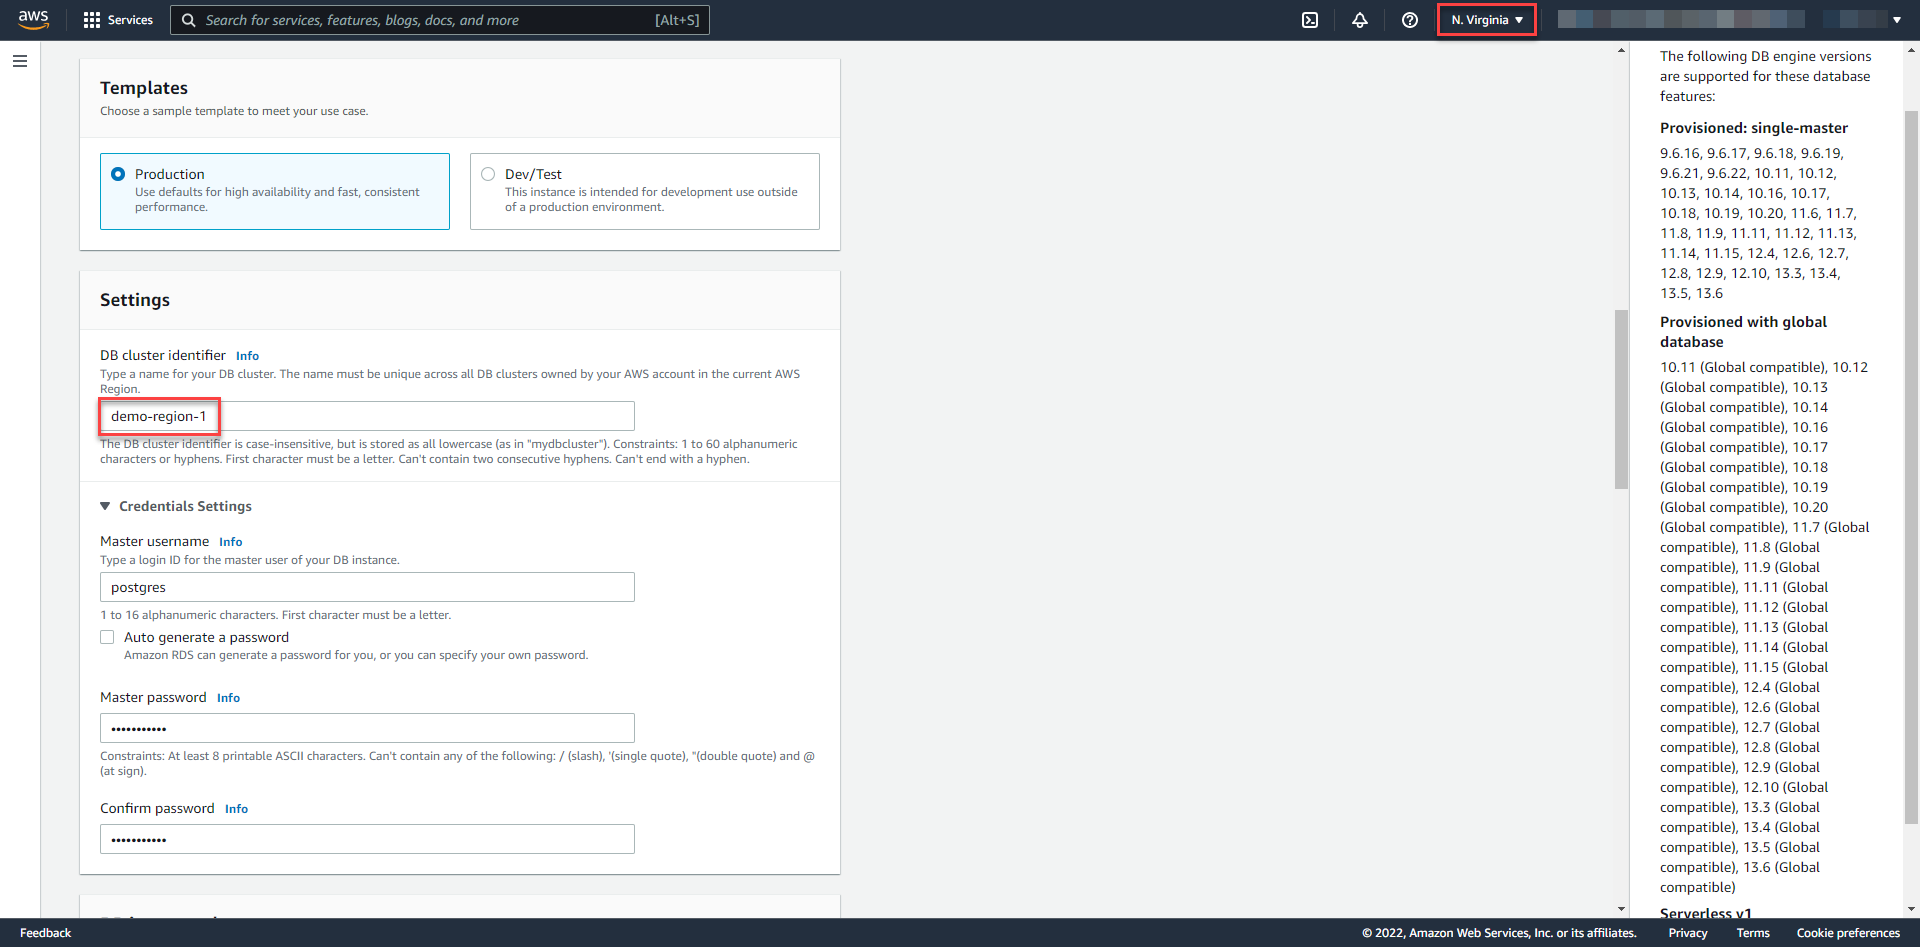 aws
Services
Search for services, features, blogs, docs, and more
[Alt+S]
N. Virginia
Templates
Choose a sample template to meet your use case.
Production
Use defaults for high availability and fast, consistent
performance.
Dev/Test
This instance is intended for development use outside
of a production environment.
Settings
DB cluster identifier Info
Type a name for your DB cluster. The name must be unique across all DB clusters owned by your AWS account in the current AWS
Region.
demo-region-1
The DB cluster identifier is case-insensitive, but is stored as all lowercase (as in "mydbcluster"). Constraints: 1 to 60 alphanumeric
characters or hyphens. First character must be a letter. Can't contain two consecutive hyphens. Can't end with a hyphen.
Credentials Settings
Master username Info
Type a login ID for the master user of your DB instance.
postgres
1 to 16 alphanumeric characters. First character must be a letter.
Auto generate a password
Amazon RDS can generate a password for you, or you can specify your own password.
Master password Info
•••••••••••
Constraints: At least 8 printable ASCII characters. Can't contain any of the following: / (slash), '(single quote), "(double quote) and @
(at sign).
Confirm password Info
•••••••••••
The following DB engine versions
are supported for these database
features:
Provisioned: single-master
9.6.16, 9.6.17, 9.6.18, 9.6.19,
9.6.21, 9.6.22, 10.11, 10.12,
10.13, 10.14, 10.16, 10.17,
10.18, 10.19, 10.20, 11.6, 11.7,
11.8, 11.9, 11.11, 11.12, 11.13,
11.14, 11.15, 12.4, 12.6, 12.7,
12.8, 12.9, 12.10, 13.3, 13.4,
13.5, 13.6
Provisioned with global
database
10.11 (Global compatible), 10.12
(Global compatible), 10.13
(Global compatible), 10.14
(Global compatible), 10.16
(Global compatible), 10.17
(Global compatible), 10.18
(Global compatible), 10.19
(Global compatible), 10.20
(Global compatible), 11.7 (Global
compatible), 11.8 (Global
compatible), 11.9 (Global
compatible), 11.11 (Global
compatible), 11.12 (Global
compatible), 11.13 (Global
compatible), 11.14 (Global
compatible), 11.15 (Global
compatible), 12.4 (Global
compatible), 12.6 (Global
compatible), 12.7 (Global
compatible), 12.8 (Global
compatible), 12.9 (Global
compatible), 12.10 (Global
compatible), 13.3 (Global
compatible), 13.4 (Global
compatible), 13.5 (Global
compatible), 13.6 (Global
compatible)
Serverless v1
Feedback
© 2022, Amazon Web Services, Inc. or its affiliates.
Privacy
Terms
Cookie preferences